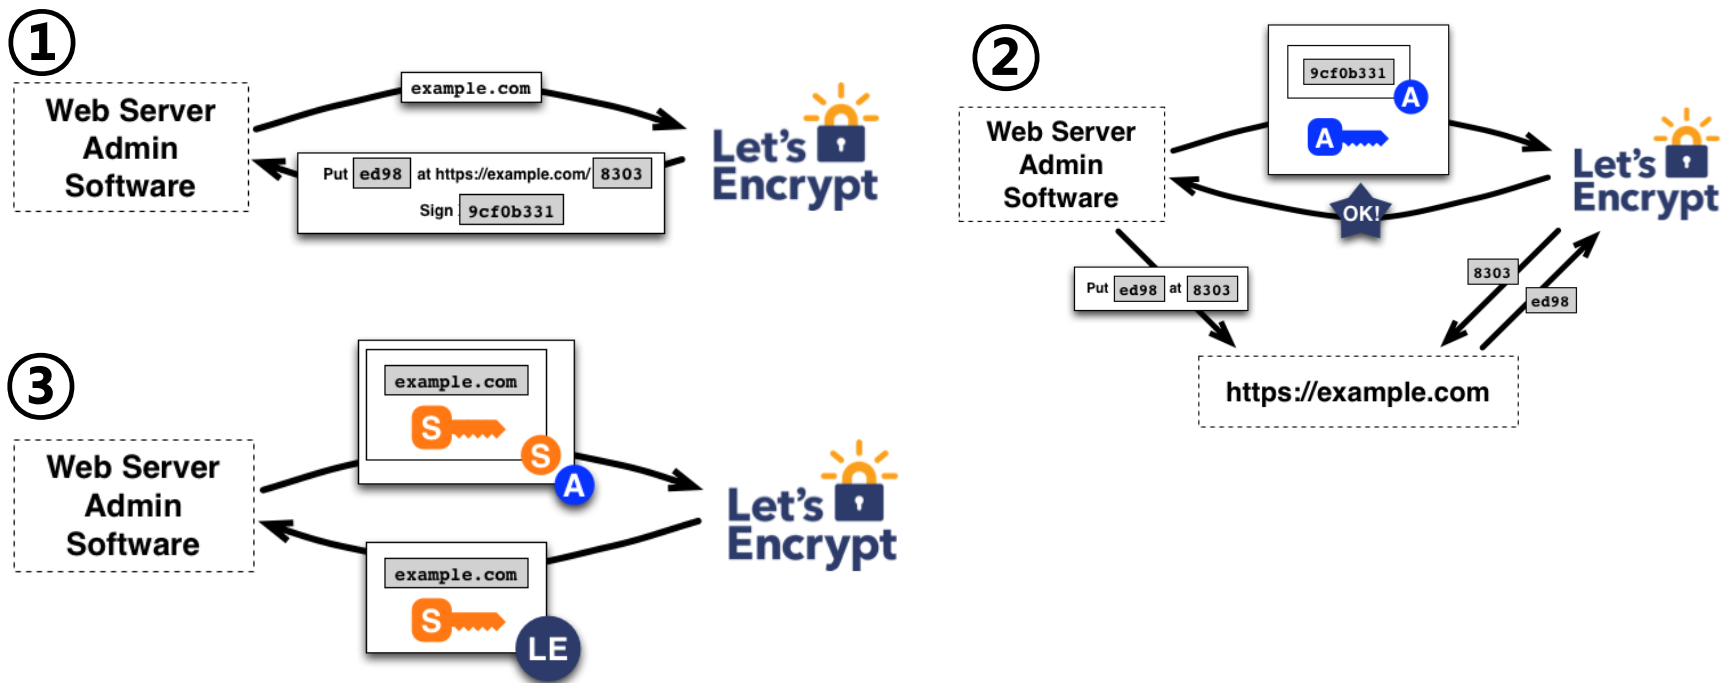 ①
Web Server
Admin
Software
example.com
Put ed98 at https://example.com/ 8303
Sign 9cf0b331
Let's
Encrypt
②
Web Server
Admin
Software
9cf0b331
A
A
OK!
Let's
Encrypt
Put ed98 at 8303
8303
ed98
https://example.com
③
Web Server
Admin
Software
example.com
S
S
A
example.com
S
LE
Let's
Encrypt